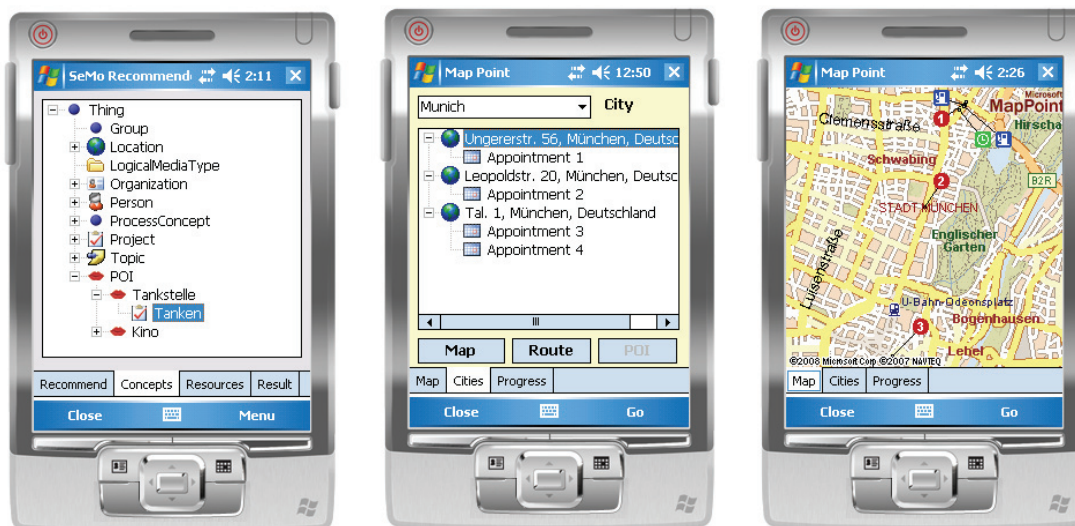 SeMo Recommend 2:11
Thing
Group
Location
LogicalMediaType
Organization
Person
ProcessConcept
Project
Topic
POI
Tankstelle
Tanken
Kino
Recommend Concepts Resources Result
Close Menu
Map Point 12:50
Munich City
Ungererstr. 56, München, Deutsc
Appointment 1
Leopoldstr. 20, München, Deutsc
Appointment 2
Tal. 1, München, Deutschland
Appointment 3
Appointment 4
Map Route POI
Map Cities Progress
Close Go
Map Point 2:26
Microsoft
MapPoint
Clemensstraße
1
Hirscha
Schwabing
B2R
2
STADT MÜNCHEN
Englischer
Garten
Luisenstraße
U-Bahn-Odeonsplatz
Bogenhausen
3
Lehel
©2008 Microsoft Corp ©2007 NAVTEQ
Map Cities Progress
Close Go